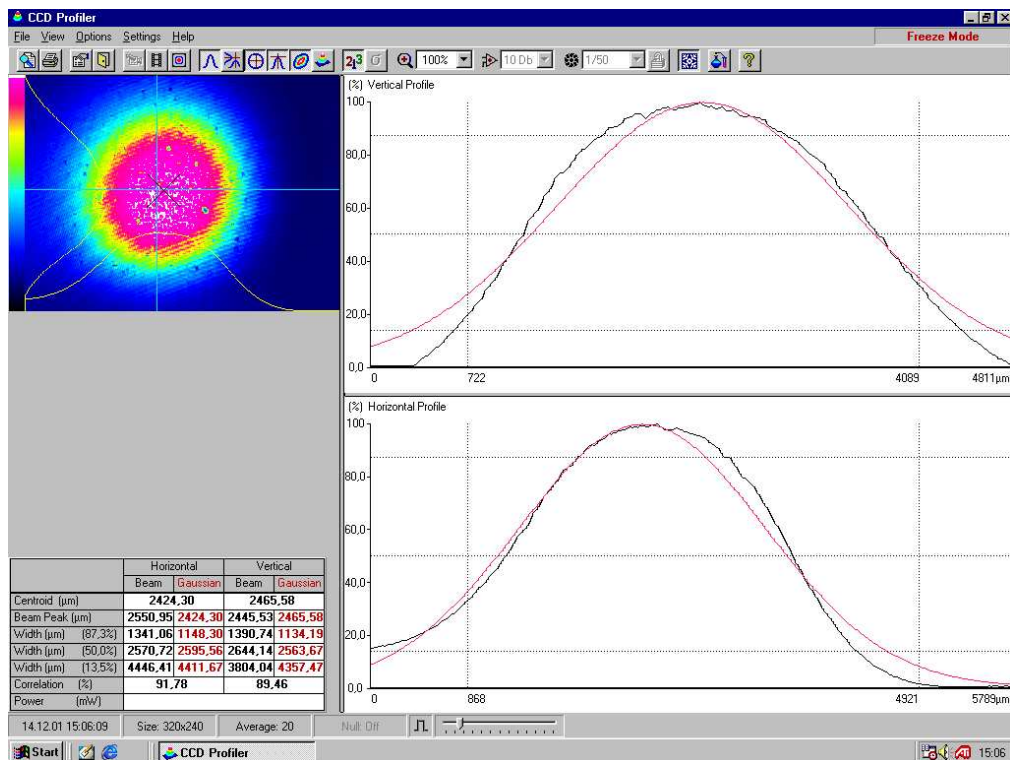 CCD Profiler
File View Options Settings Help
Freeze Mode
100% 10 Db 1/50
(%) Vertical Profile
100
80,0
60,0
40,0
20,0
0,0
0 722 4089 4811µm
(%) Horizontal Profile
100
80,0
60,0
40,0
20,0
0,0
0 868 4921 5789µm
Horizontal Vertical
Beam Gaussian Beam Gaussian
Centroid (µm) 2424,30 2465,58
Beam Peak (µm) 2550,95 2424,30 2445,53 2465,58
Width (µm) (87,3%) 1341,06 1148,30 1390,74 1134,19
Width (µm) (50,0%) 2570,72 2595,56 2644,14 2563,67
Width (µm) (13,5%) 4446,41 4411,67 3804,04 4357,47
Correlation (%) 91,78 89,46
Power (mW)
14.12.01 15:06:09 Size: 320x240 Average: 20 Null: Off
Start CCD Profiler 15:06